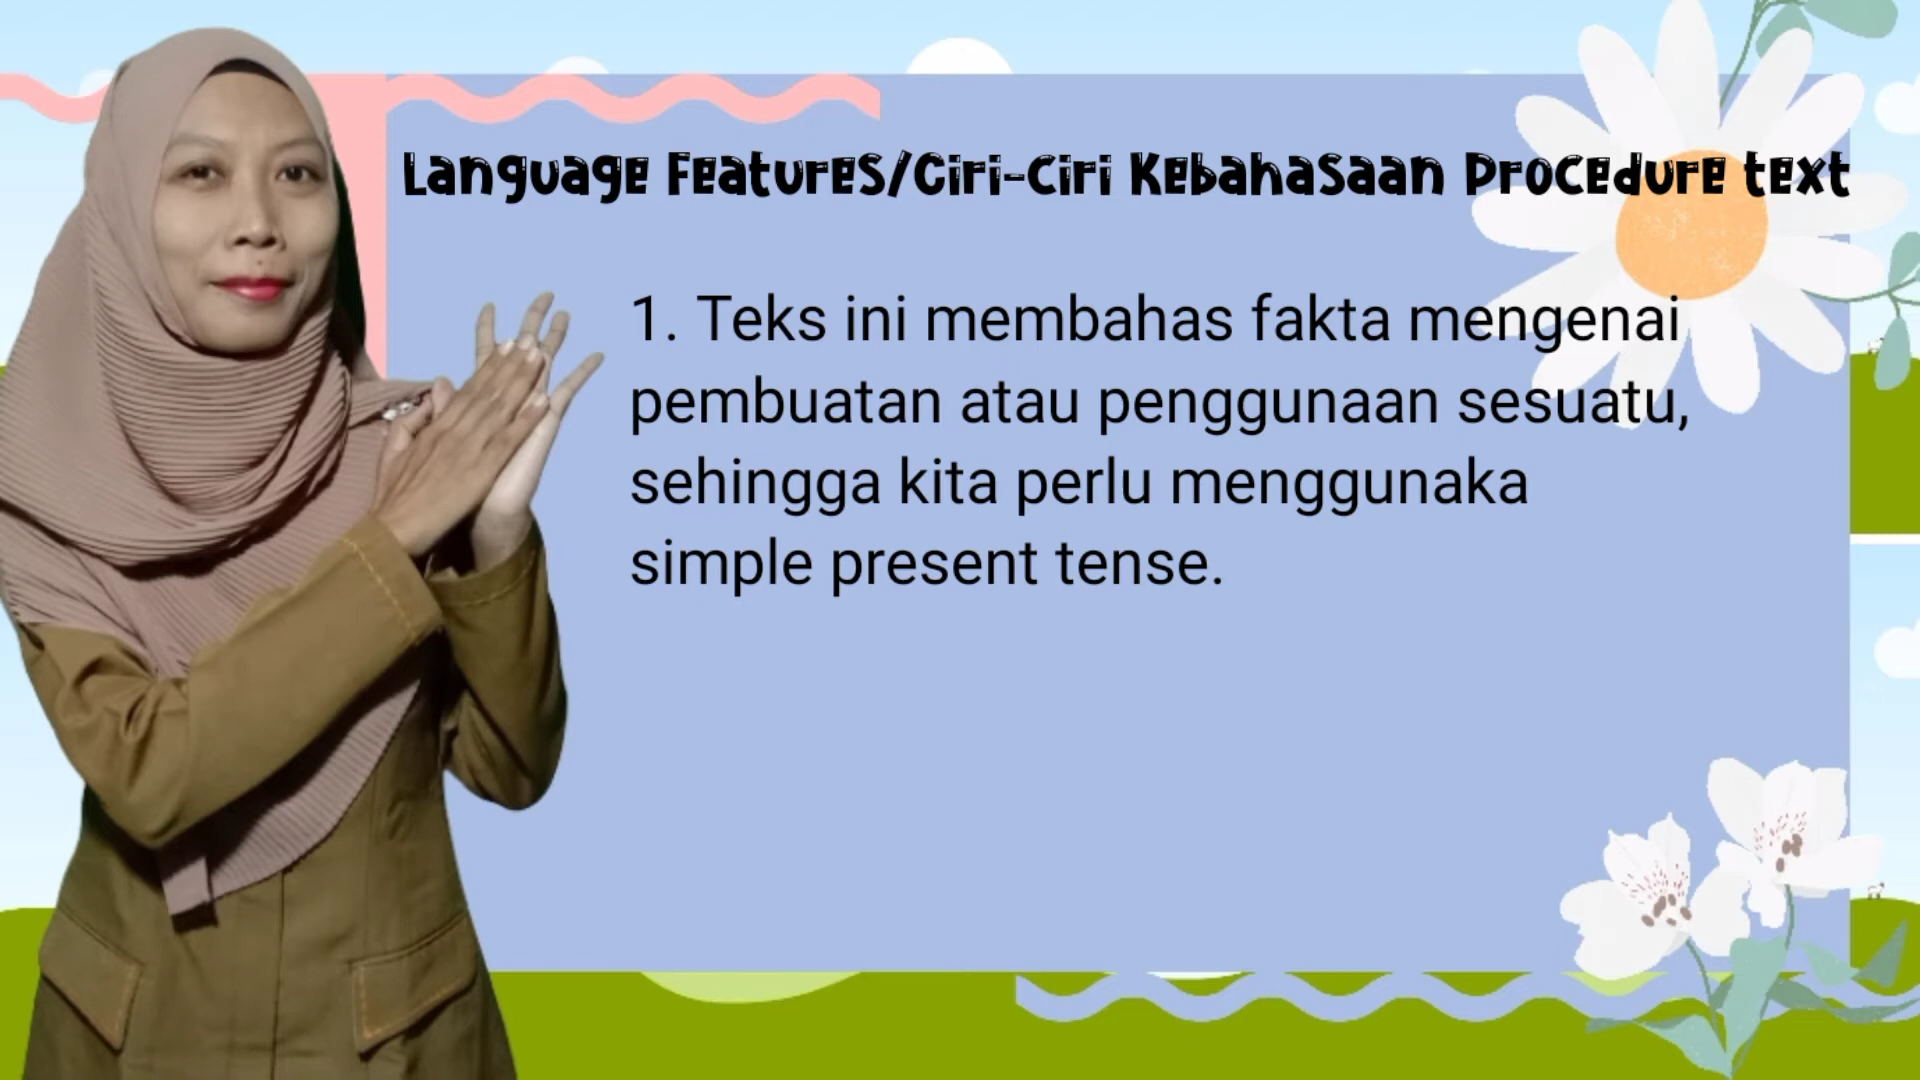 Language Features/Ciri-Ciri Kebahasaan Procedure text
1. Teks ini membahas fakta mengenai
pembuatan atau penggunaan sesuatu,
sehingga kita perlu menggunaka
simple present tense.